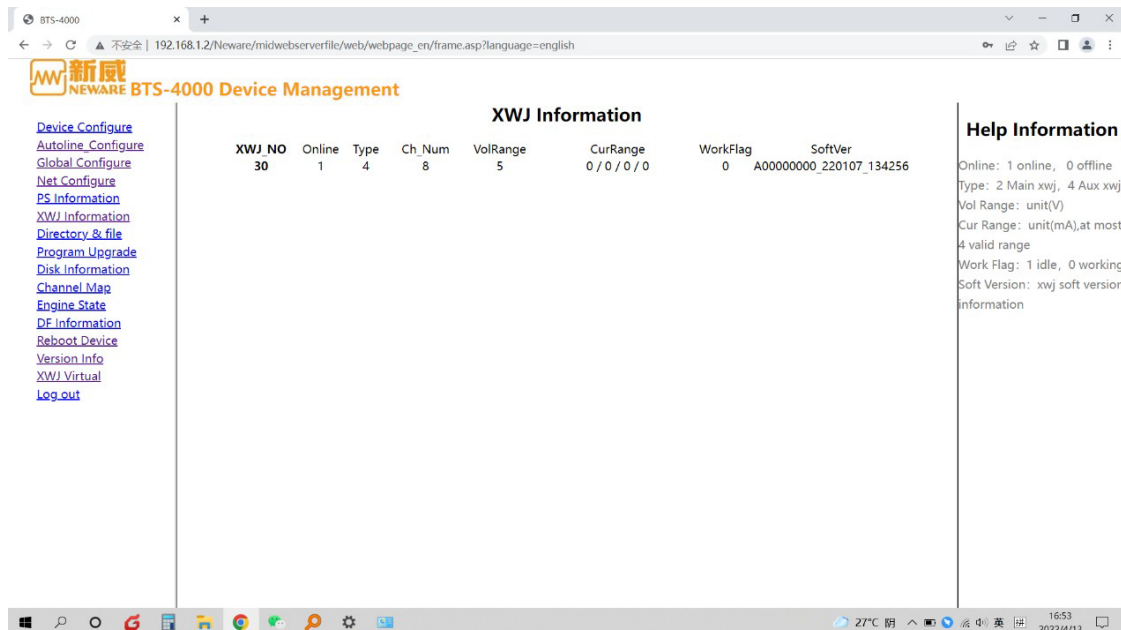 BTS-4000
不安全 | 192.168.1.2/Neware/midwebserverfile/web/webpage_en/frame.asp?language=english
新威
NEWARE BTS-4000 Device Management
Device Configure
Autoline_Configure
Global Configure
Net Configure
PS Information
XWJ Information
Directory & file
Program Upgrade
Disk Information
Channel Map
Engine State
DF Information
Reboot Device
Version Info
XWJ Virtual
Log out
XWJ Information
XWJ_NO Online Type Ch_Num VolRange CurRange WorkFlag SoftVer
30 1 4 8 5 0 / 0 / 0 / 0 0 A00000000_220107_134256
Help Information
Online: 1 online, 0 offline
Type: 2 Main xwj, 4 Aux xwj
Vol Range: unit(V)
Cur Range: unit(mA),at most
4 valid range
Work Flag: 1 idle, 0 working
Soft Version: xwj soft version
information
27°C 阴 英 拼 16:53